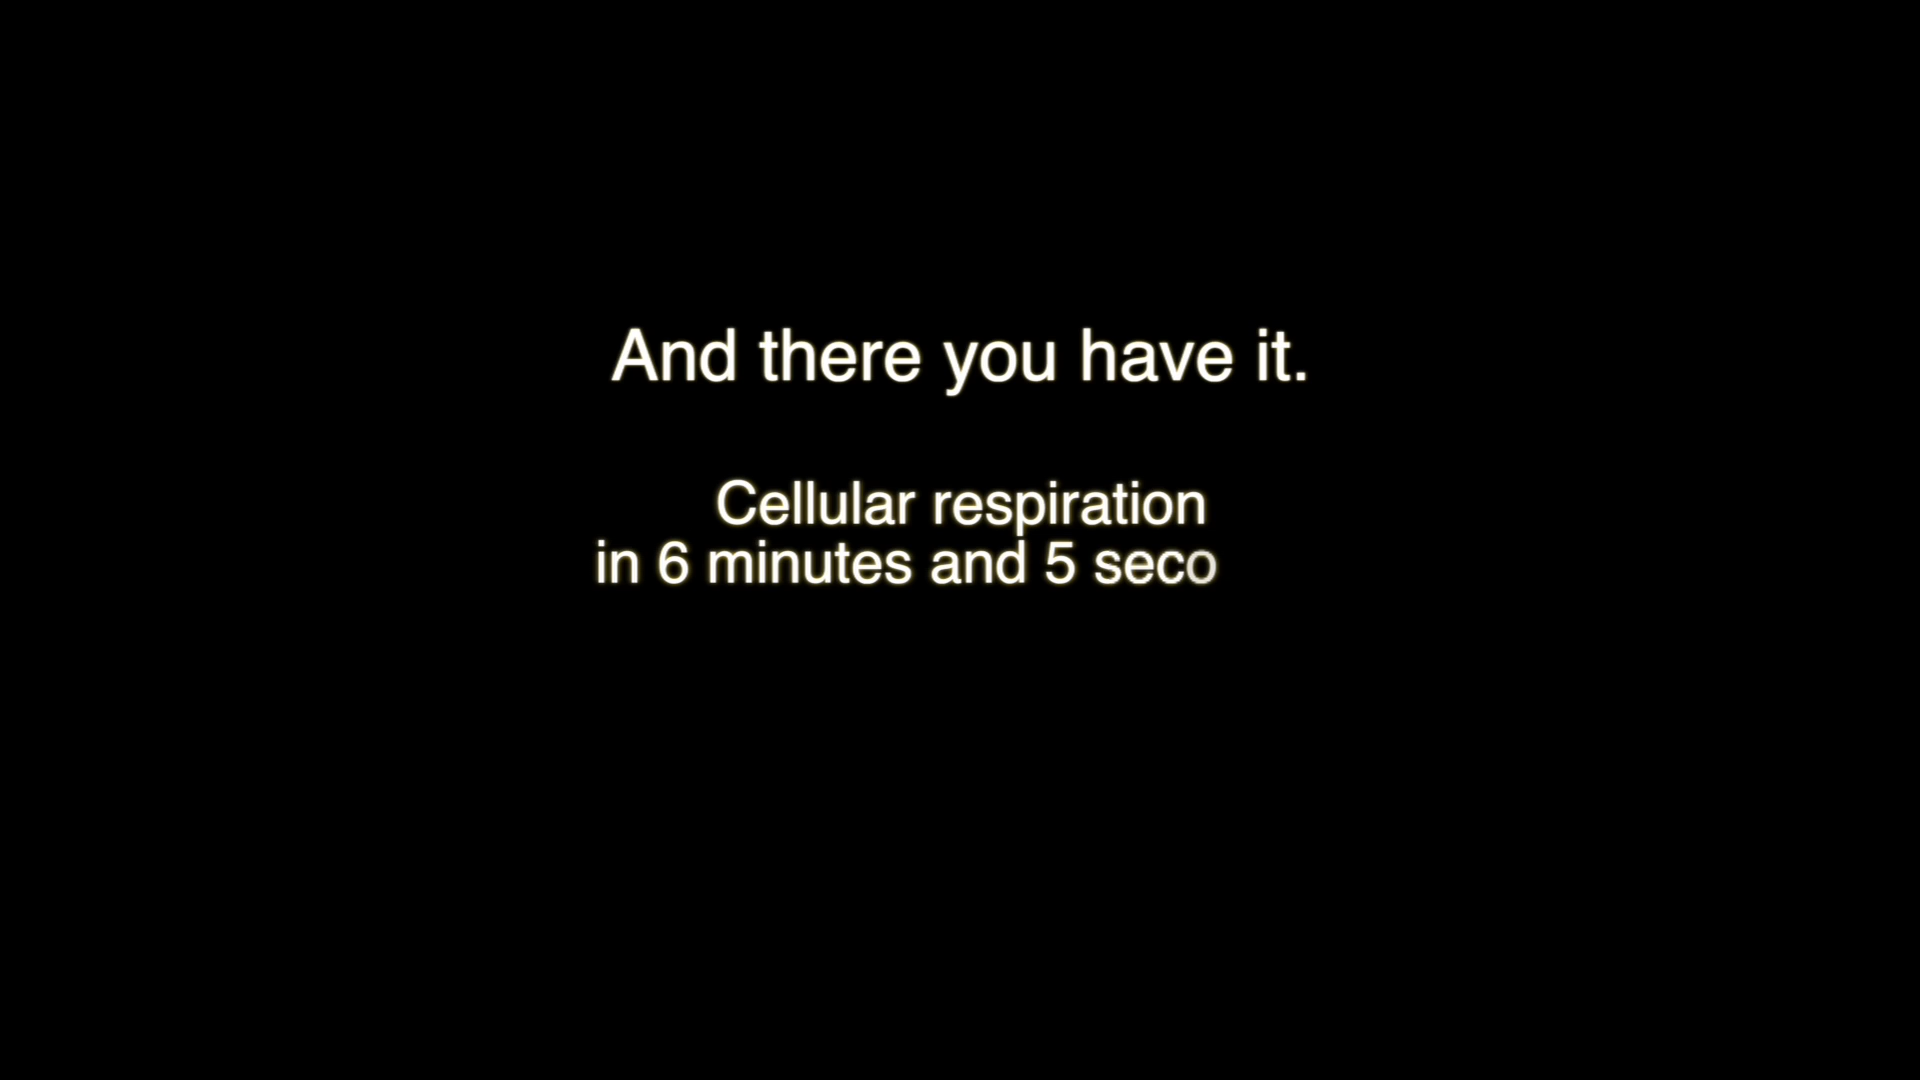 And there you have it.
Cellular respiration
in 6 minutes and 5 seco